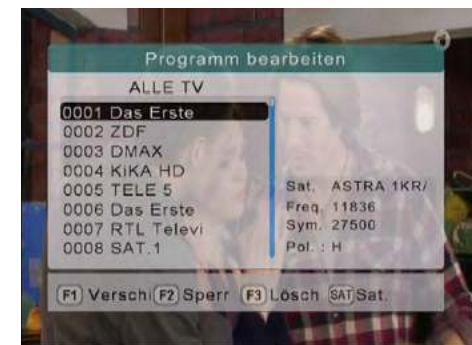 Programm bearbeiten
ALLE TV
0001 Das Erste
0002 ZDF
0003 DMAX
0004 KiKA HD
0005 TELE 5
0006 Das Erste
0007 RTL Televi
0008 SAT.1
Sat. ASTRA 1KR/
Freq. 11836
Sym. 27500
Pol. : H
F1 Verschi F2 Sperr F3 Lösch SAT Sat.